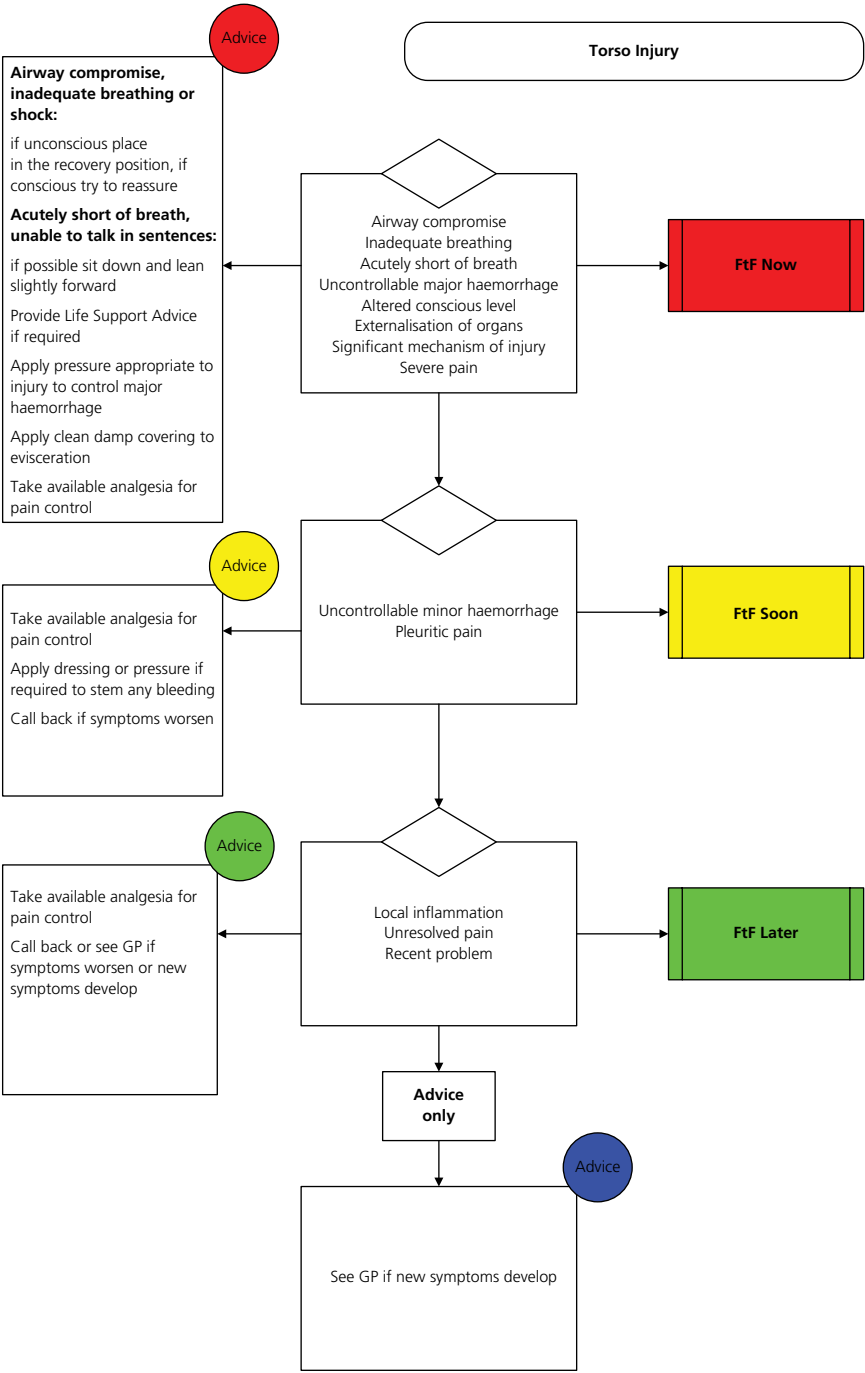 Torso Injury
Advice
Airway compromise,
inadequate breathing or
shock:
if unconscious place
in the recovery position, if
conscious try to reassure
Acutely short of breath,
unable to talk in sentences:
if possible sit down and lean
slightly forward
Provide Life Support Advice
if required
Apply pressure appropriate to
injury to control major
haemorrhage
Apply clean damp covering to
evisceration
Take available analgesia for
pain control
Airway compromise
Inadequate breathing
Acutely short of breath
Uncontrollable major haemorrhage
Altered conscious level
Externalisation of organs
Significant mechanism of injury
Severe pain
FtF Now
Advice
Take available analgesia for
pain control
Apply dressing or pressure if
required to stem any bleeding
Call back if symptoms worsen
Uncontrollable minor haemorrhage
Pleuritic pain
FtF Soon
Advice
Take available analgesia for
pain control
Call back or see GP if
symptoms worsen or new
symptoms develop
Local inflammation
Unresolved pain
Recent problem
FtF Later
Advice
only
Advice
See GP if new symptoms develop